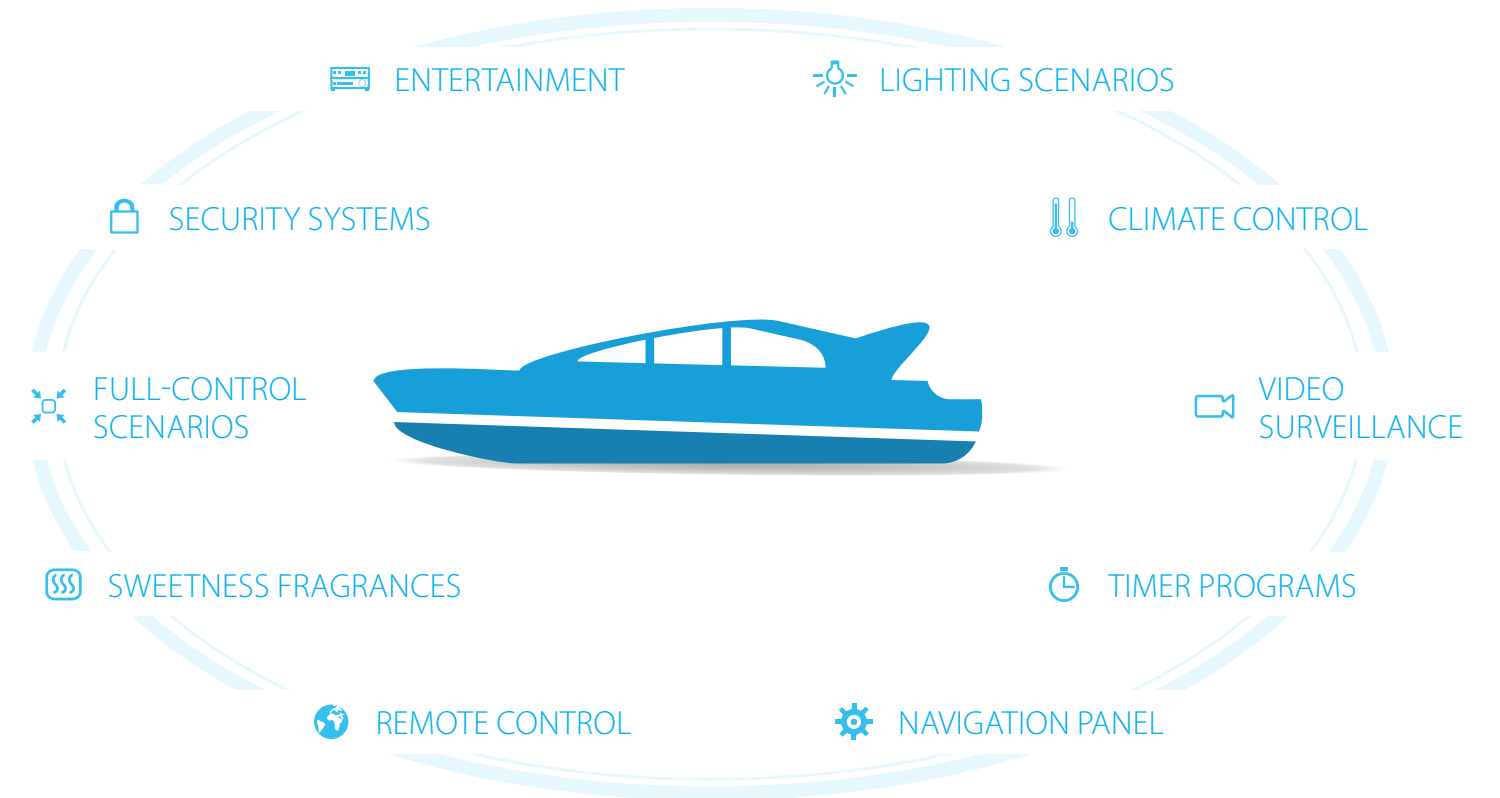 ENTERTAINMENT
LIGHTING SCENARIOS
SECURITY SYSTEMS
CLIMATE CONTROL
FULL-CONTROL
SCENARIOS
VIDEO
SURVEILLANCE
SWEETNESS FRAGRANCES
TIMER PROGRAMS
REMOTE CONTROL
NAVIGATION PANEL